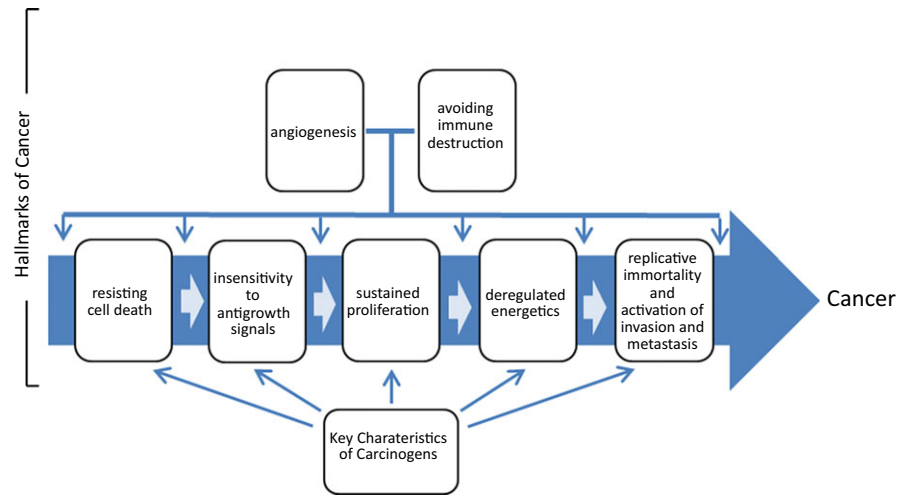 Hallmarks of Cancer
angiogenesis
avoiding
immune
destruction
resisting
cell death
insensitivity
to
antigrowth
signals
sustained
proliferation
deregulated
energetics
replicative
immortality
and
activation of
invasion and
metastasis
Cancer
Key Charateristics
of Carcinogens